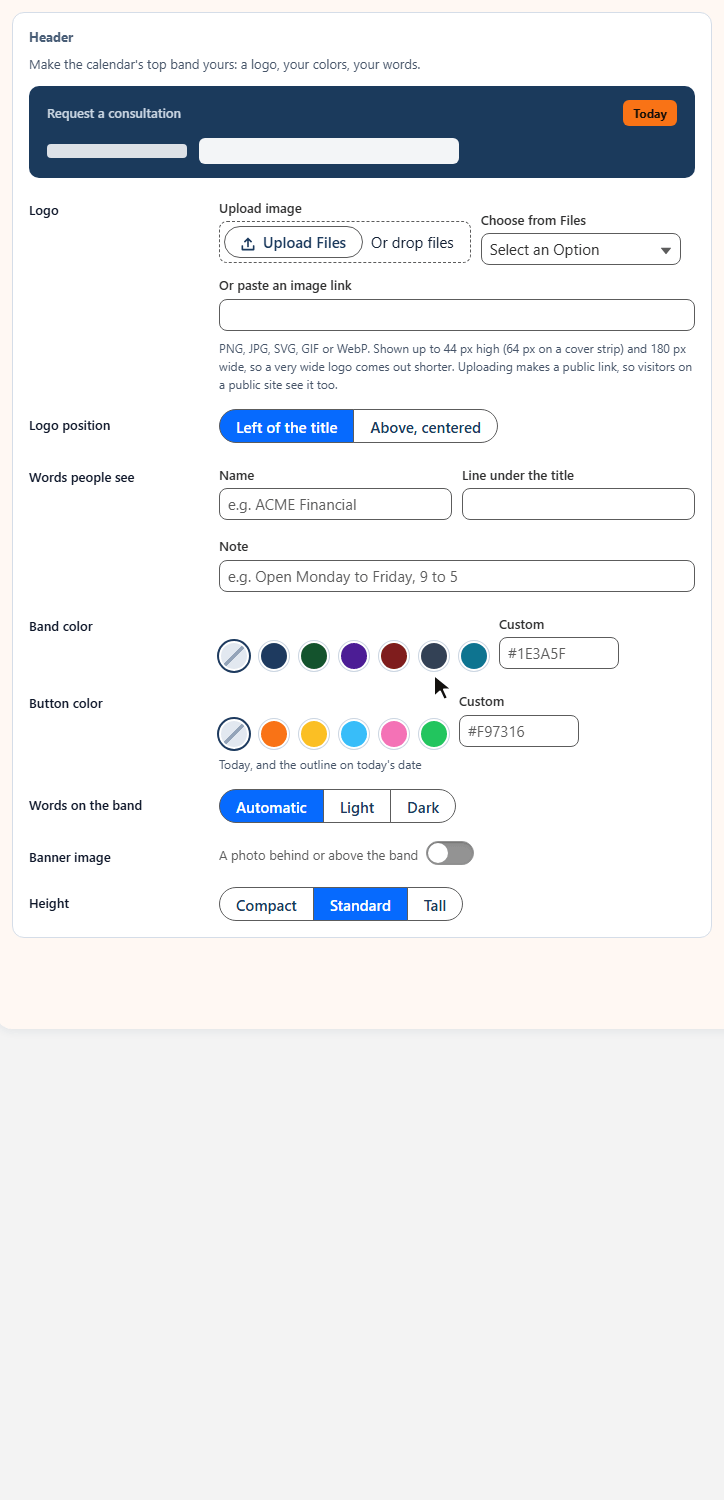 Header
Make the calendar's top band yours: a logo, your colors, your words.
Request a consultation
Today
Logo
Upload image
Upload Files
Or drop files
Choose from Files
Select an Option
Or paste an image link
PNG, JPG, SVG, GIF or WebP. Shown up to 44 px high (64 px on a cover strip) and 180 px
wide, so a very wide logo comes out shorter. Uploading makes a public link, so visitors on
a public site see it too.
Logo position
Left of the title
Above, centered
Words people see
Name
Line under the title
e.g. ACME Financial
Note
e.g. Open Monday to Friday, 9 to 5
Band color
Custom
#1E3A5F
Button color
Custom
#F97316
Today, and the outline on today's date
Words on the band
Automatic
Light
Dark
Banner image
A photo behind or above the band
Height
Compact
Standard
Tall